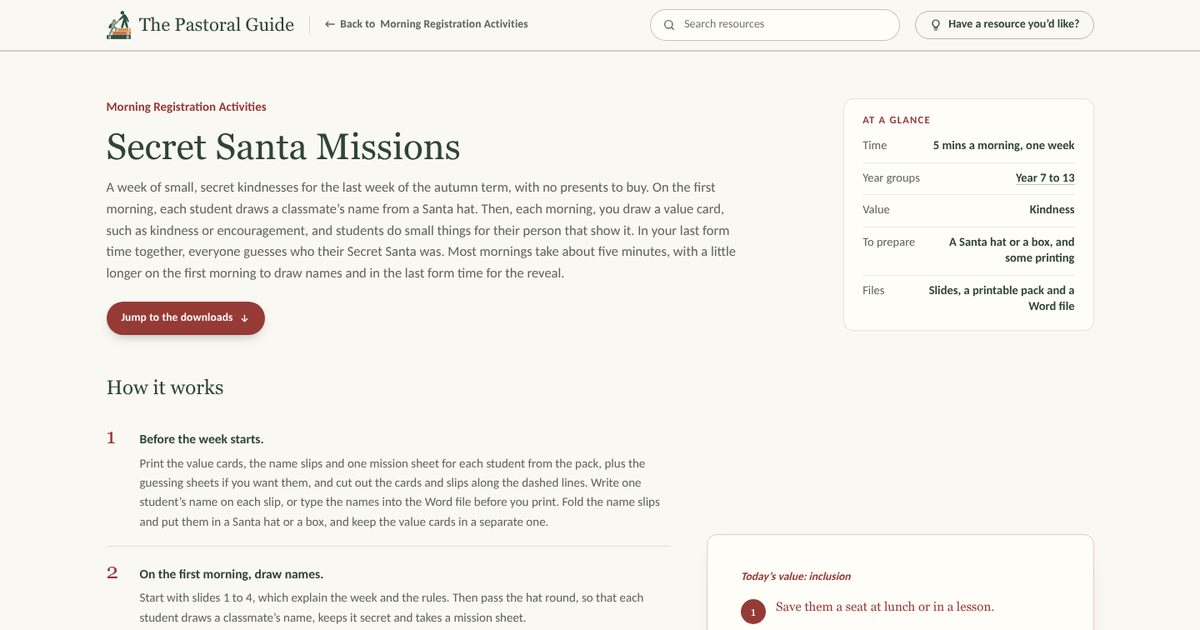 The Pastoral Guide
← Back to Morning Registration Activities
Search resources
Have a resource you’d like?
Morning Registration Activities
Secret Santa Missions
A week of small, secret kindnesses for the last week of the autumn term, with no presents to buy. On the first
morning, each student draws a classmate’s name from a Santa hat. Then, each morning, you draw a value card,
such as kindness or encouragement, and students do small things for their person that show it. In your last form
time together, everyone guesses who their Secret Santa was. Most mornings take about five minutes, with a little
longer on the first morning to draw names and in the last form time for the reveal.
Jump to the downloads ↓
AT A GLANCE
Time 5 mins a morning, one week
Year groups Year 7 to 13
Value Kindness
To prepare A Santa hat or a box, and
some printing
Files Slides, a printable pack and a
Word file
How it works
1 Before the week starts.
Print the value cards, the name slips and one mission sheet for each student from the pack, plus the
guessing sheets if you want them, and cut out the cards and slips along the dashed lines. Write one
student’s name on each slip, or type the names into the Word file before you print. Fold the name slips
and put them in a Santa hat or a box, and keep the value cards in a separate one.
2 On the first morning, draw names.
Start with slides 1 to 4, which explain the week and the rules. Then pass the hat round, so that each
student draws a classmate’s name, keeps it secret and takes a mission sheet.
Today’s value: inclusion
1 Save them a seat at lunch or in a lesson.